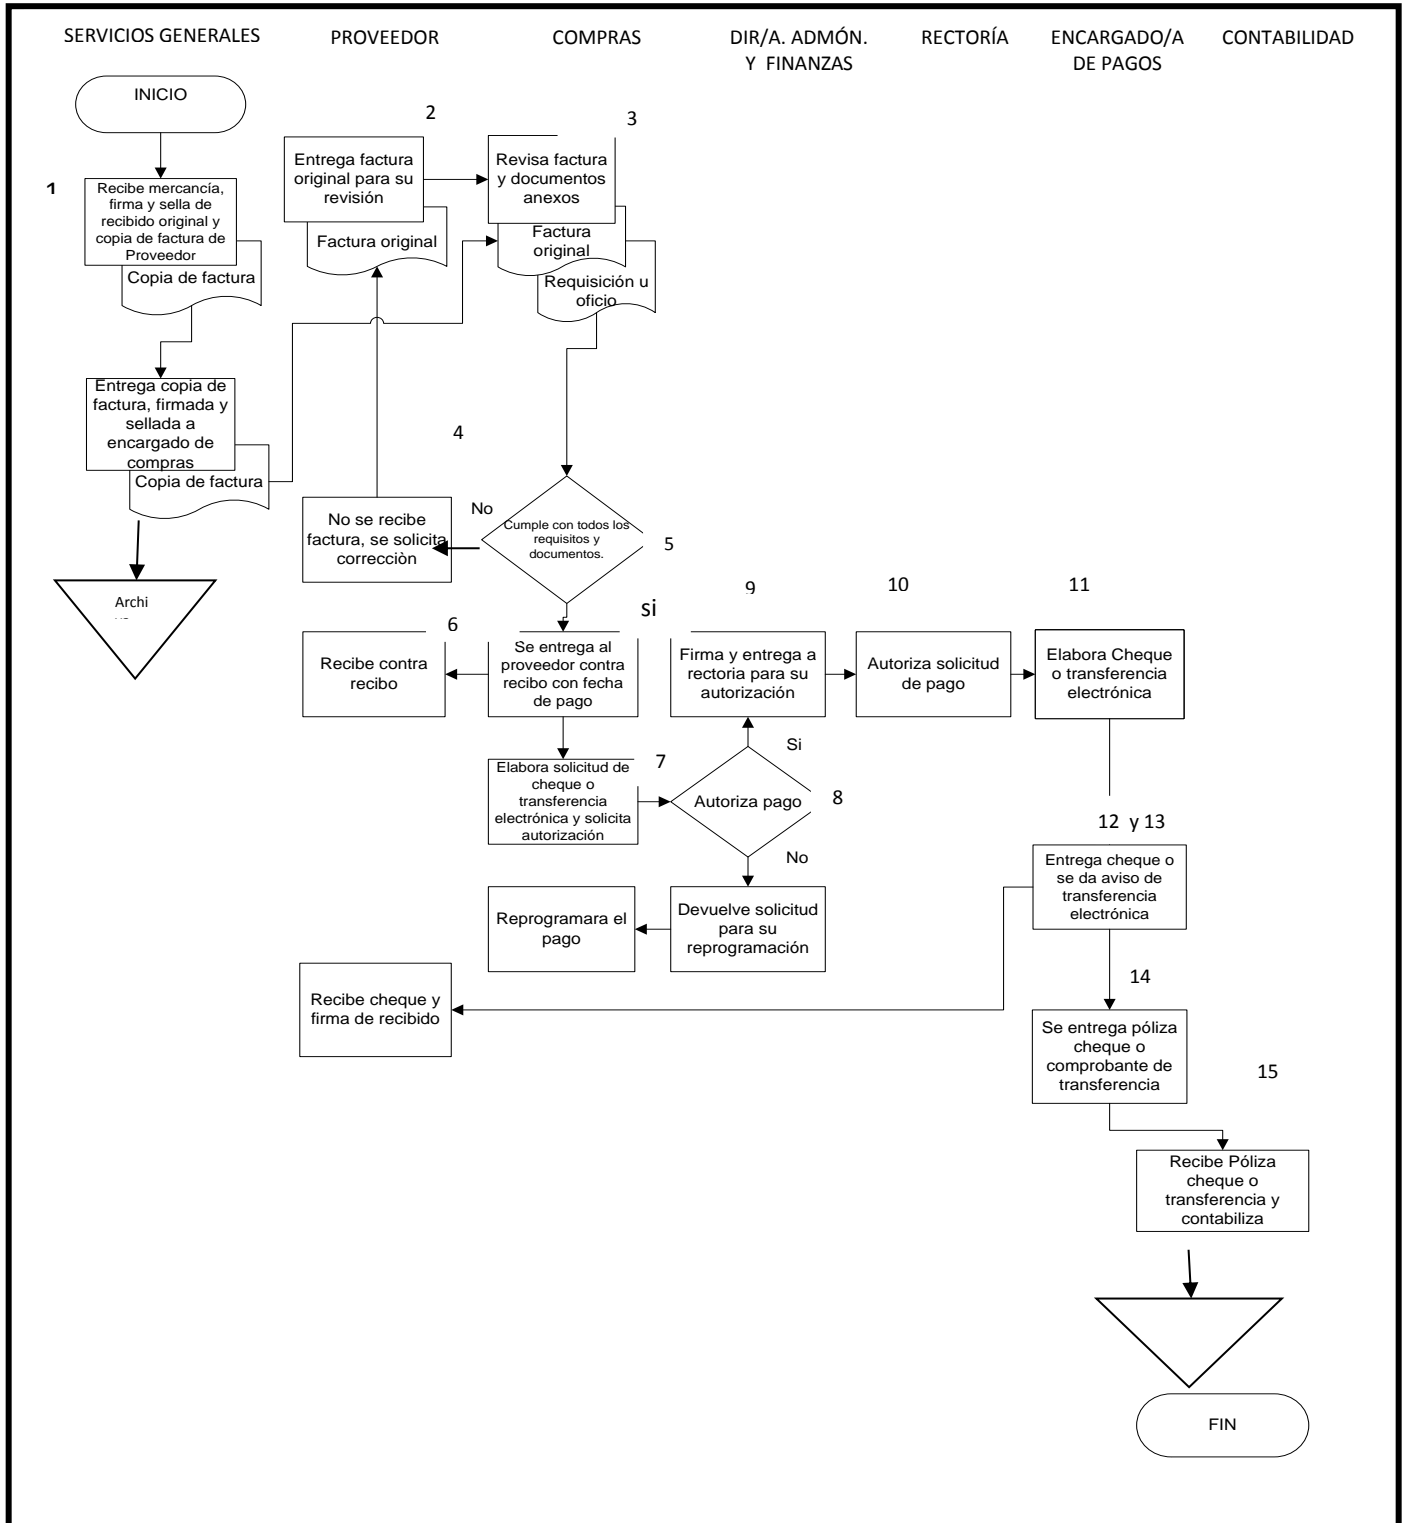 SERVICIOS GENERALES
PROVEEDOR
COMPRAS
DIR/A. ADMÓN.
Y FINANZAS
RECTORÍA
ENCARGADO/A
DE PAGOS
CONTABILIDAD
INICIO
1
Recibe mercancía,
firma y sella de
recibido original y
copia de factura de
Proveedor
Copia de factura
2
Entrega factura
original para su
revisión
Factura original
3
Revisa factura
y documentos
anexos
Factura
original
Requisición u
oficio
Entrega copia de
factura, firmada y
sellada a
encargado de
compras
Copia de factura
Archi
4
No se recibe
factura, se solicita
correcciòn
No
Cumple con todos los
requisitos y
documentos.
5
si
6
Recibe contra
recibo
Se entrega al
proveedor contra
recibo con fecha
de pago
9
Firma y entrega a
rectoria para su
autorización
10
Autoriza solicitud
de pago
11
Elabora Cheque
o transferencia
electrónica
7
Elabora solicitud de
cheque o
transferencia
electrónica y solicita
autorización
Si
Autoriza pago
8
No
12 y 13
Entrega cheque o
se da aviso de
transferencia
electrónica
Reprogramara el
pago
Devuelve solicitud
para su
reprogramación
Recibe cheque y
firma de recibido
14
Se entrega póliza
cheque o
comprobante de
transferencia
15
Recibe Póliza
cheque o
transferencia y
contabiliza
FIN